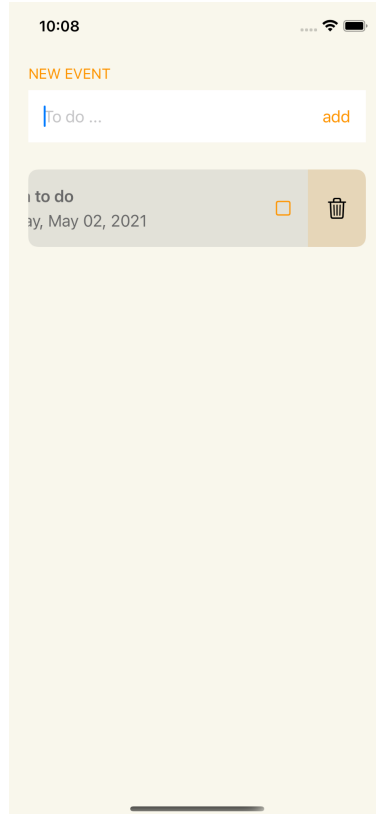 10:08
NEW EVENT
To do ...
add
to do
ay, May 02, 2021